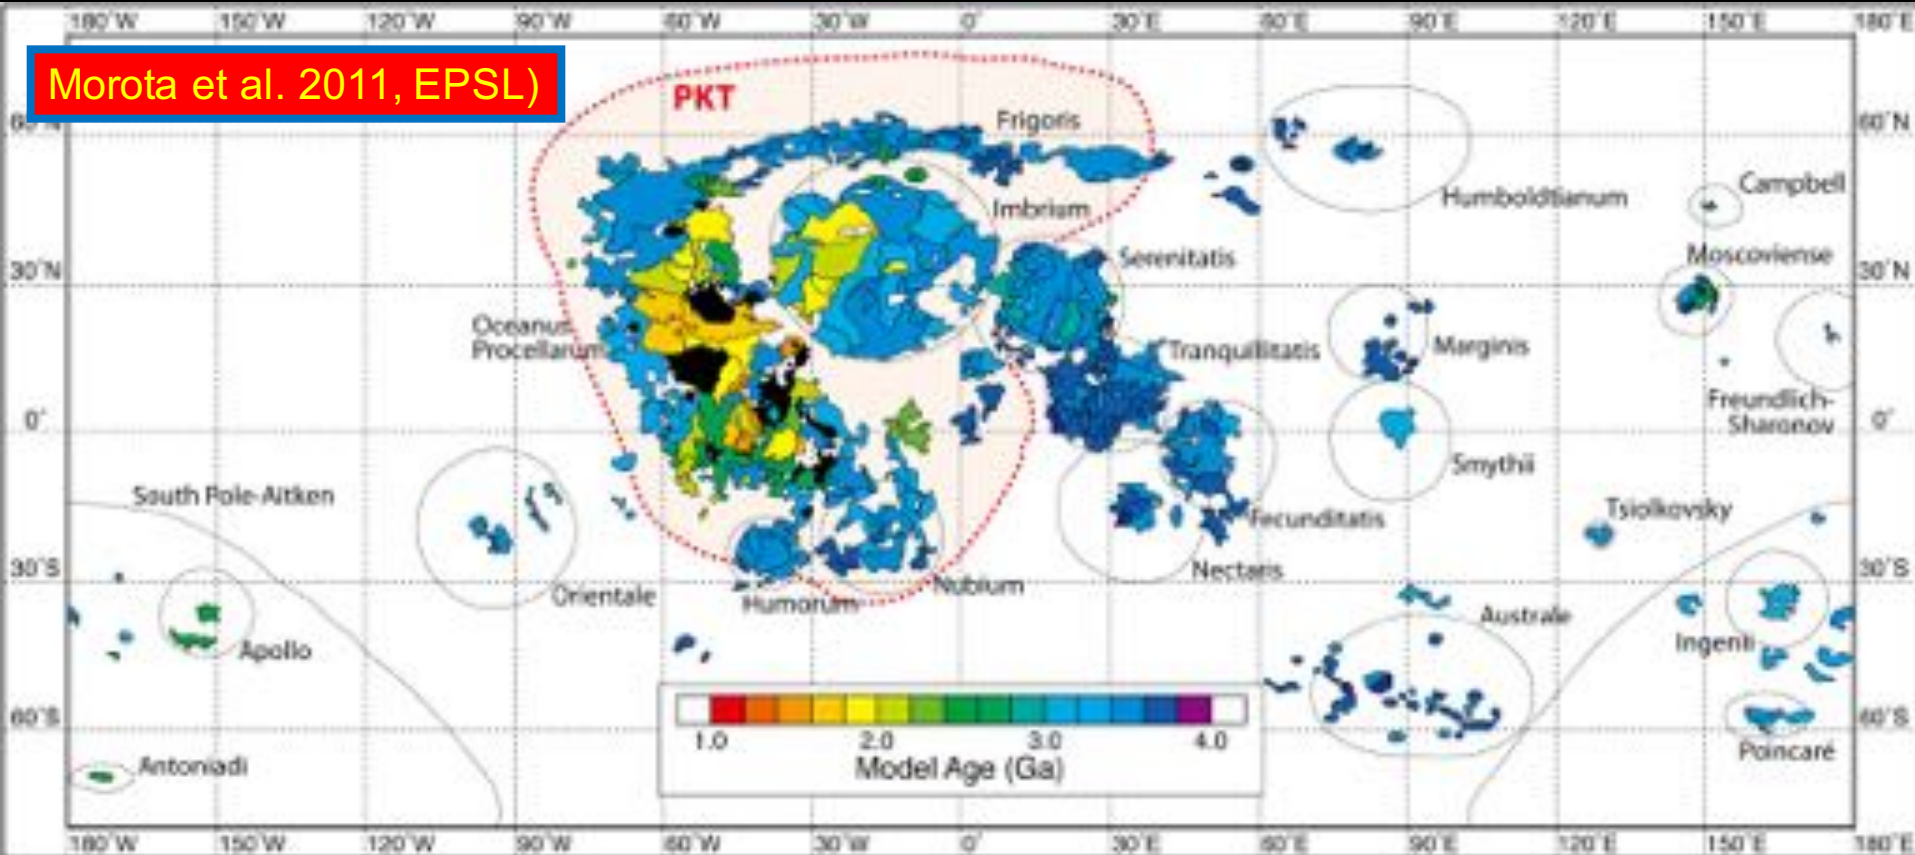 180°W 150°W 120°W 90°W 60°W 30°W 0° 30°E 60°E 90°E 120°E 150°E 180°E
Morota et al. 2011, EPSL)
PKT
60°N
Frigoris
60°N
Humboldtianum
Campbell
Imbrium
Moscoviense
Serenitatis
30°N
30°N
Oceanus
Procellarum
Tranquillitatis
Marginis
Freundlich-
Sharonov
0°
0°
Smythii
South Pole-Aitken
Tsiolkovsky
Fecunditatis
Nectaris
30°S
30°S
Orientale
Humorum
Nubium
Australe
Ingenii
Apollo
60°S
60°S
1.0 2.0 3.0 4.0
Model Age (Ga)
Poincaré
Antoniadi
180°W 150°W 120°W 90°W 60°W 30°W 0° 30°E 60°E 90°E 120°E 150°E 180°E